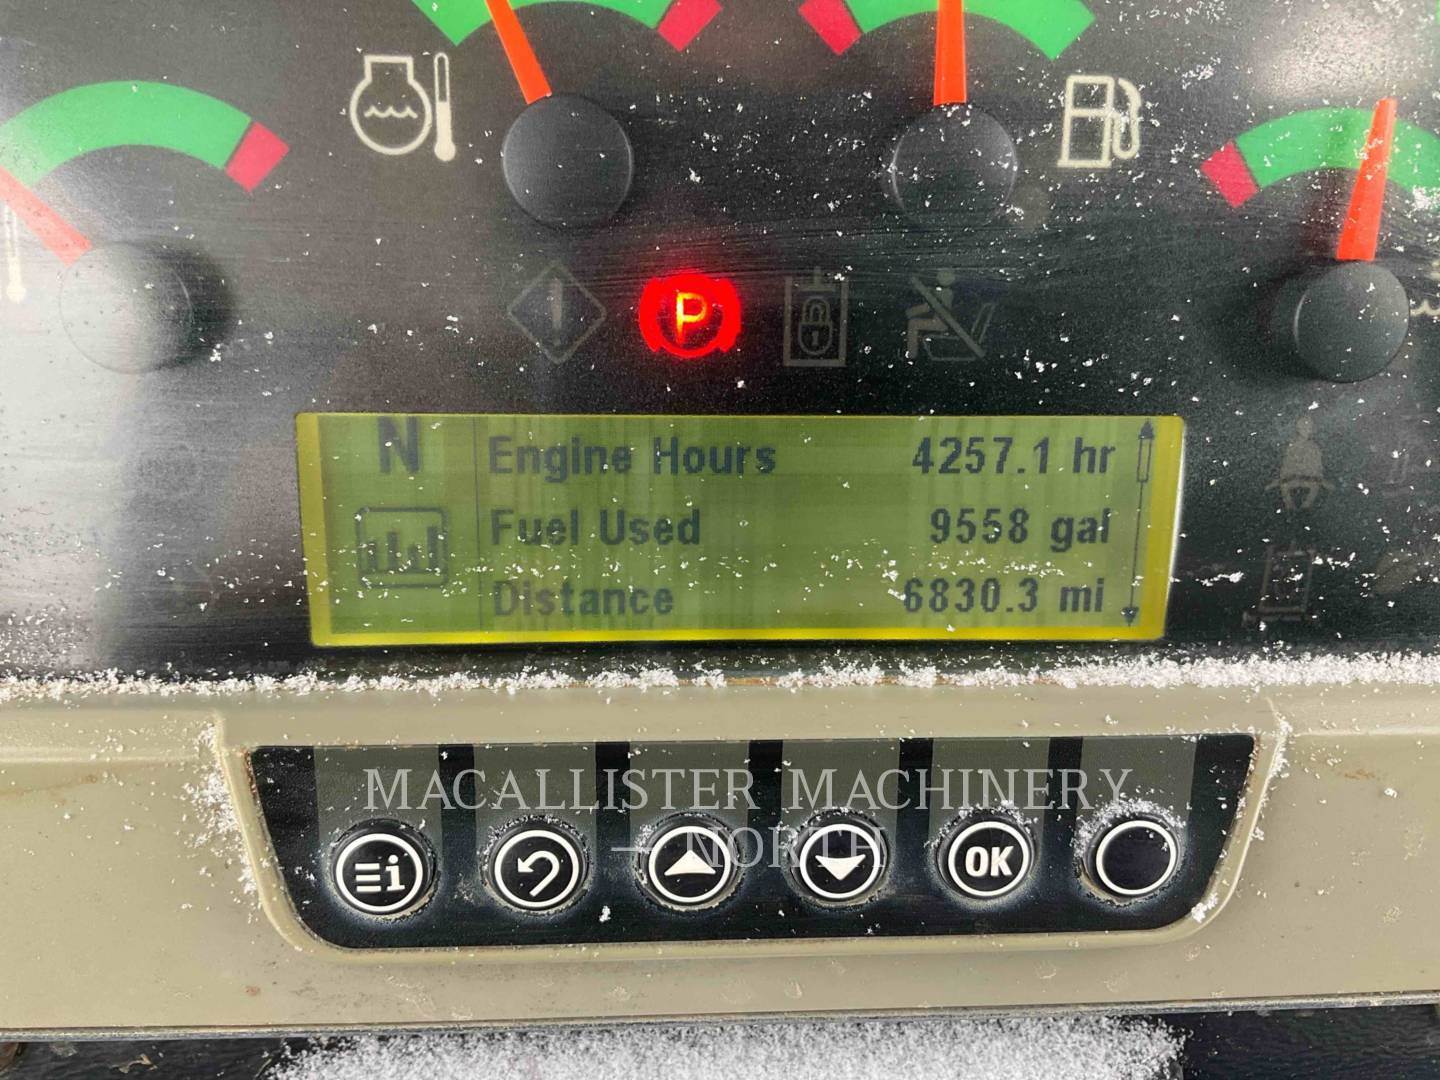 P
N
Engine Hours 4257.1 hr
Fuel Used 9558 gal
Distance 6830.3 mi
MACALLISTER MACHINERY
— NORTH
i
OK